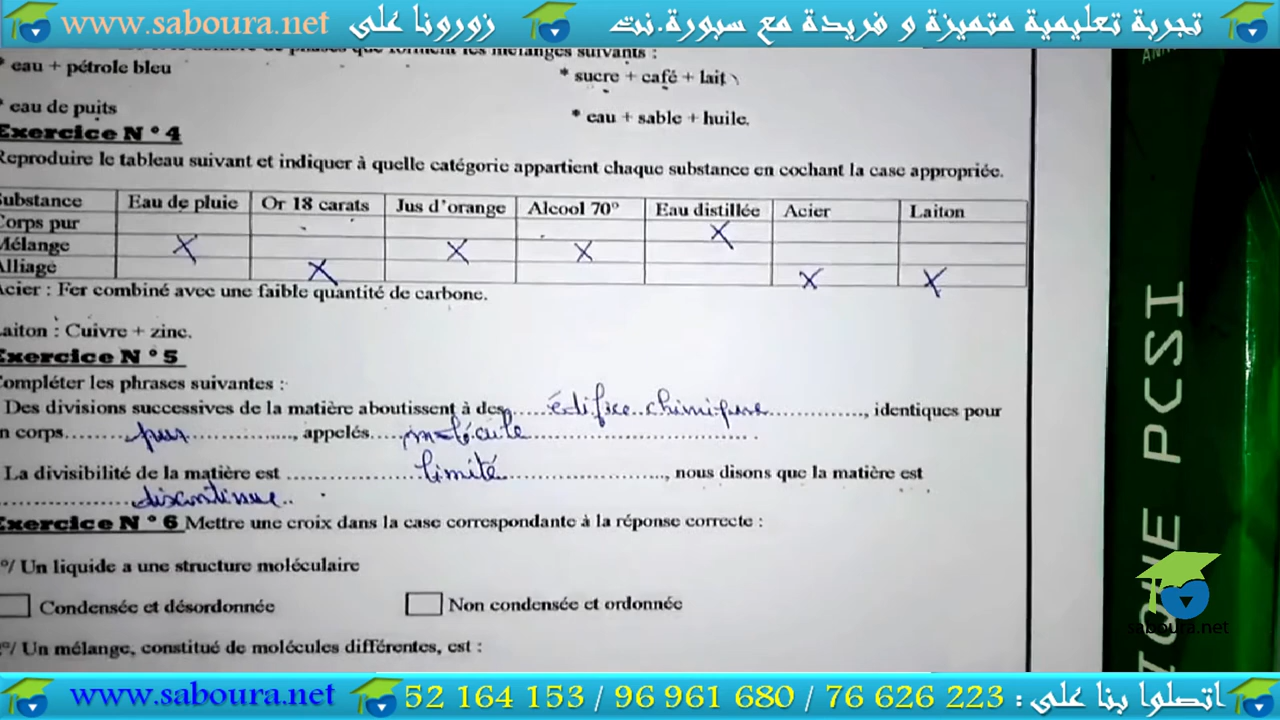 www.saboura.net زورونا على تجربة تعليمية متميزة و فريدة مع سبورة.نت
de phases que forment les mélanges suivants :
* eau + pétrole bleu
* sucre + café + lait
* eau de puits
* eau + sable + huile.
Exercice N ° 4
Reproduire le tableau suivant et indiquer à quelle catégorie appartient chaque substance en cochant la case appropriée.
Substance Eau de pluie Or 18 carats Jus d'orange Alcool 70° Eau distillée Acier Laiton
Corps pur X
Mélange X X X
Alliage X X X
Acier : Fer combiné avec une faible quantité de carbone.
Laiton : Cuivre + zinc.
Exercice N ° 5
Compléter les phrases suivantes :
Des divisions successives de la matière aboutissent à des édifice chimique, identiques pour
un corps pur, appelés molécule
La divisibilité de la matière est limité, nous disons que la matière est
discontinue
Exercice N ° 6 Mettre une croix dans la case correspondante à la réponse correcte :
°/ Un liquide a une structure moléculaire
Condensée et désordonnée Non condensée et ordonnée
°/ Un mélange, constitué de molécules différentes, est :
PCSI
saboura.net
www.saboura.net 52 164 153 / 96 961 680 / 76 626 223 : اتصلوا بنا على